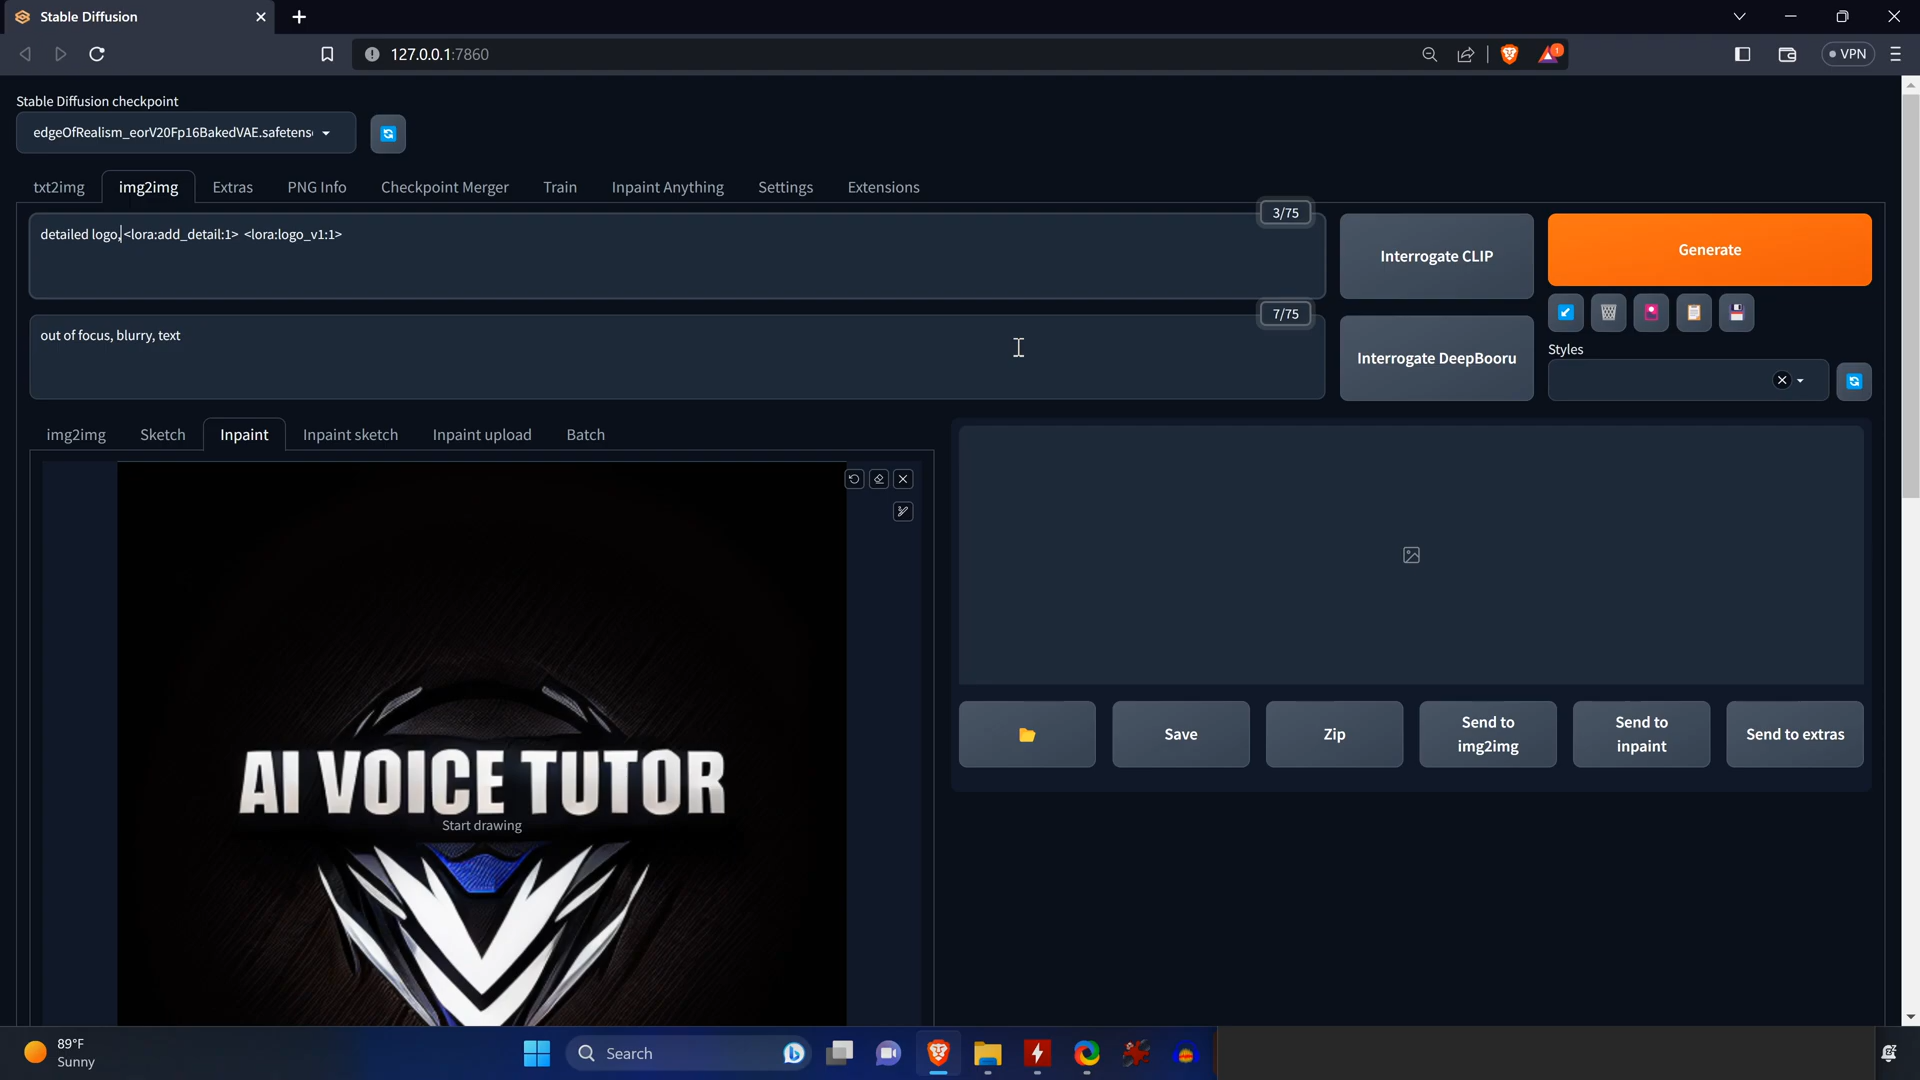 Stable Diffusion
127.0.0.1:7860
VPN
Stable Diffusion checkpoint
edgeOfRealism_eorV20Fp16BakedVAE.safetens
txt2img
img2img
Extras
PNG Info
Checkpoint Merger
Train
Inpaint Anything
Settings
Extensions
3/75
detailed logo,<lora:add_detail:1> <lora:logo_v1:1>
Interrogate CLIP
Generate
7/75
out of focus, blurry, text
Interrogate DeepBooru
Styles
img2img
Sketch
Inpaint
Inpaint sketch
Inpaint upload
Batch
AI VOICE TUTOR
Start drawing
Save
Zip
Send to
img2img
Send to
inpaint
Send to extras
89°F
Sunny
Search